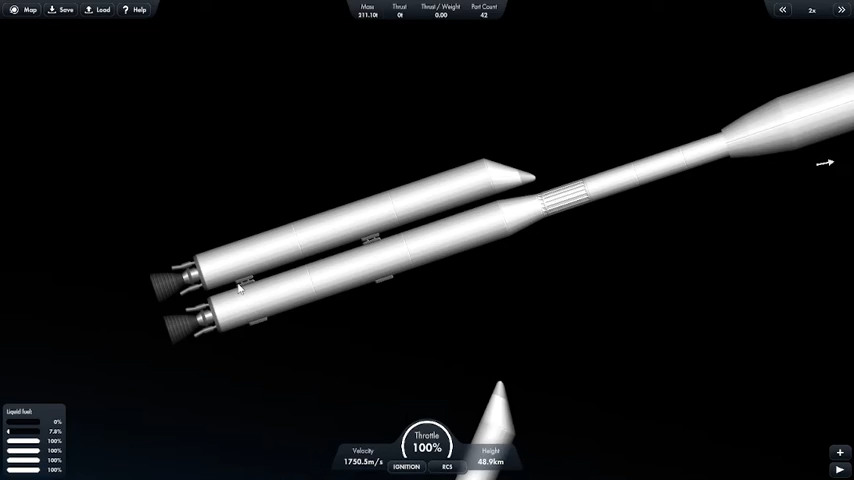 Map Save Load Help
Mass Thrust Thrust / Weight Part Count
311.10t 0t 0.00 42
2x
Liquid fuel:
0%
7.8%
100%
100%
100%
100%
Throttle
100%
Velocity Height
1750.5m/s 48.9km
IGNITION RCS